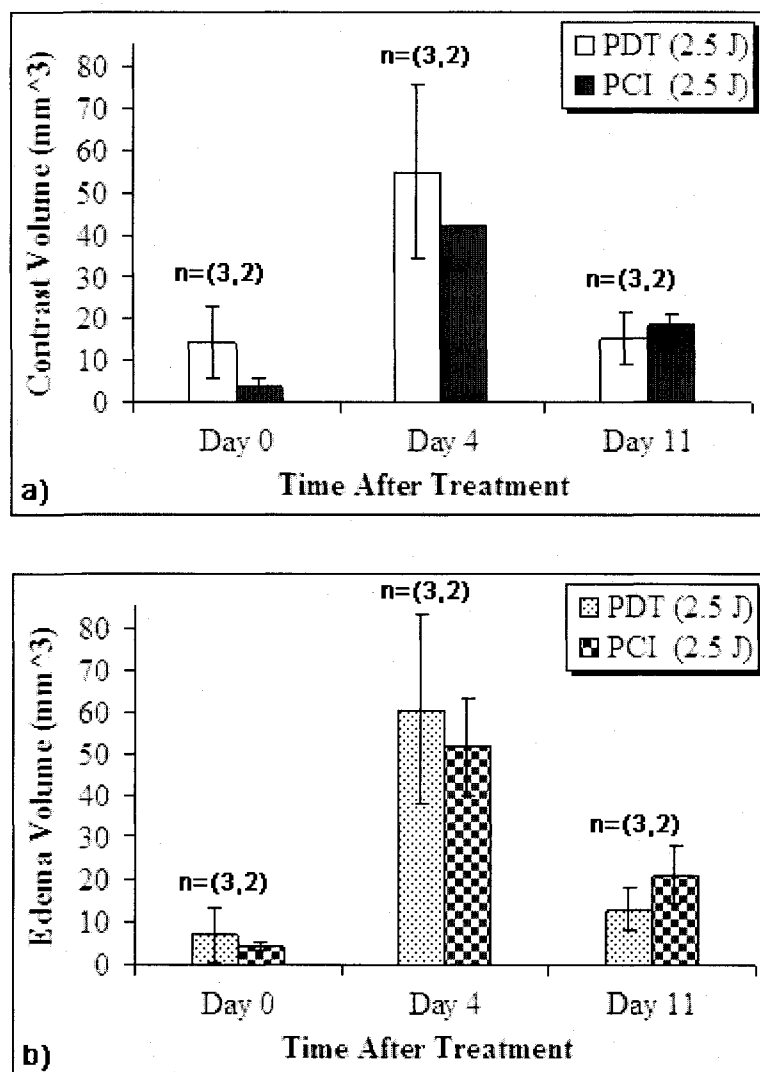 n=(3,2)
PDT (2.5 J)
PCI (2.5 J)
Contrast Volume (mm^3)
80
70
60
50
40
30
20
10
0
n=(3,2)
n=(3,2)
Day 0
Day 4
Day 11
Time After Treatment
a)
n=(3,2)
PDT (2.5 J)
PCI (2.5 J)
Edema Volume (mm^3)
80
70
60
50
40
30
20
10
0
n=(3,2)
n=(3,2)
Day 0
Day 4
Day 11
Time After Treatment
b)